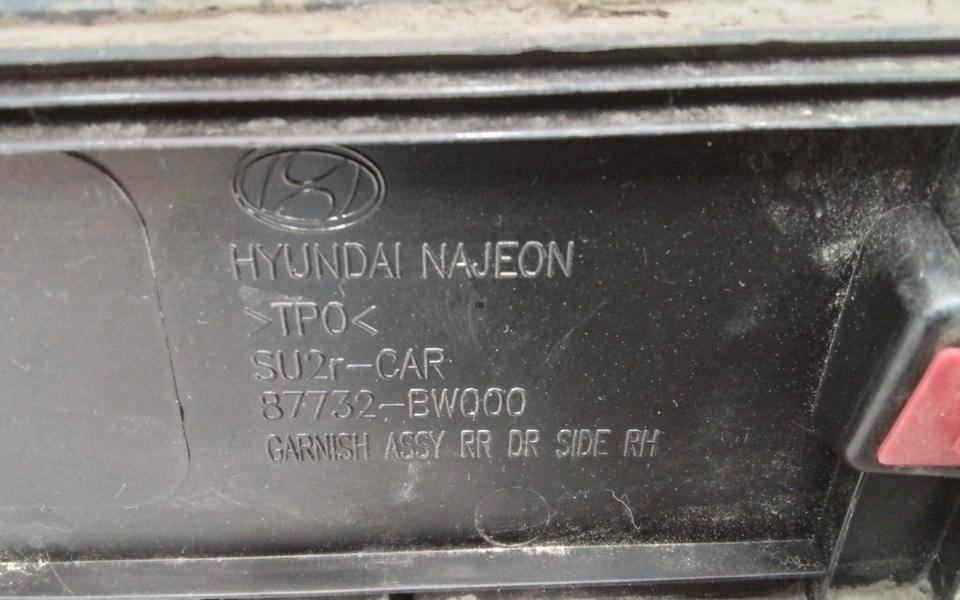 HYUNDAI NAJEON
>TPO<
SU2r-CAR
87732-BW000
GARNISH ASSY RR DR SIDE RH